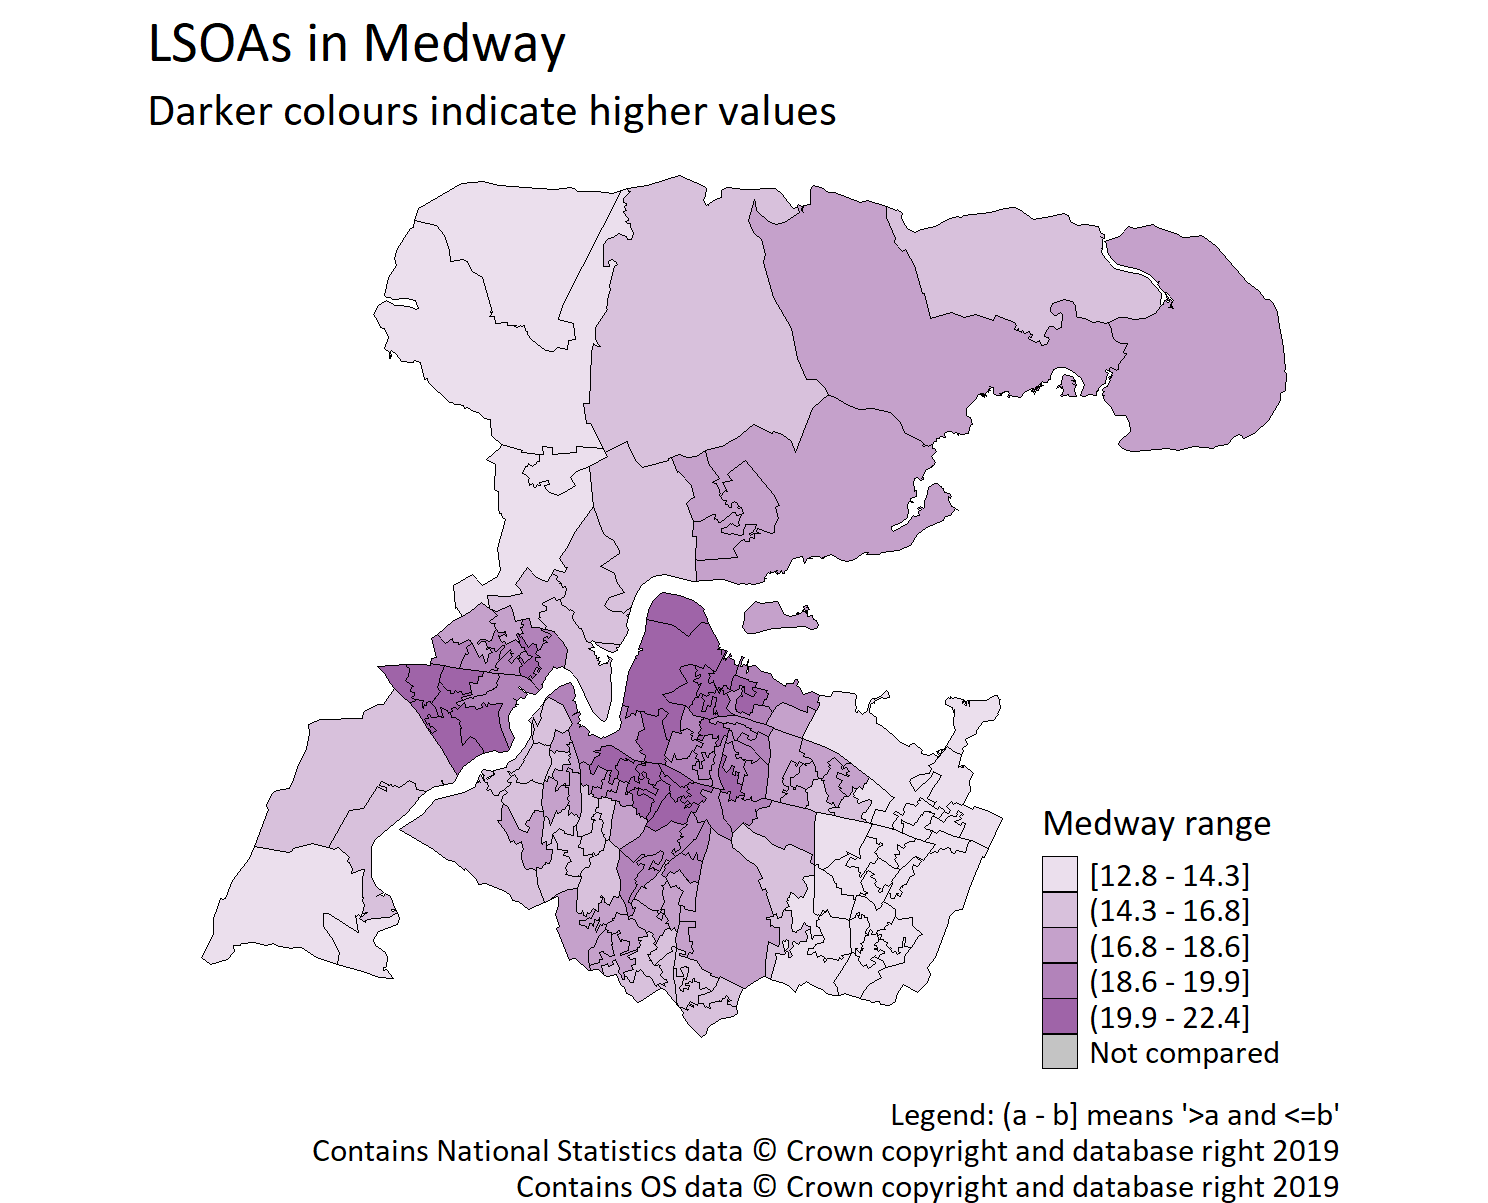 LSOAs in Medway
Darker colours indicate higher values
Medway range
[12.8 - 14.3]
(14.3 - 16.8]
(16.8 - 18.6]
(18.6 - 19.9]
(19.9 - 22.4]
Not compared
Legend: (a - b] means '>a and <=b'
Contains National Statistics data © Crown copyright and database right 2019
Contains OS data © Crown copyright and database right 2019